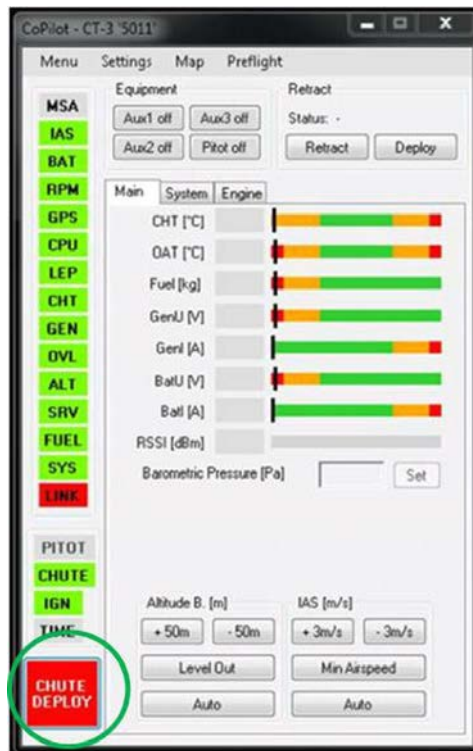 CoPilot - CT-3 '5011'
Menu Settings Map Preflight
MSA
IAS
BAT
RPM
GPS
CPU
LEP
CHT
GEN
OVL
ALT
SRV
FUEL
SYS
LINK
PITOT
CHUTE
IGN
TIME
CHUTE
DEPLOY
Equipment
Aux1 off Aux3 off
Aux2 off Pitot off
Retract
Status: -
Retract Deploy
Main System Engine
CHT [°C]
OAT [°C]
Fuel [kg]
GenU [V]
GenI [A]
BatU [V]
BatI [A]
RSSI [dBm]
Barometric Pressure [Pa] Set
Altitude B. [m]
+ 50m - 50m
Level Out
Auto
IAS [m/s]
+ 3m/s - 3m/s
Min Airspeed
Auto